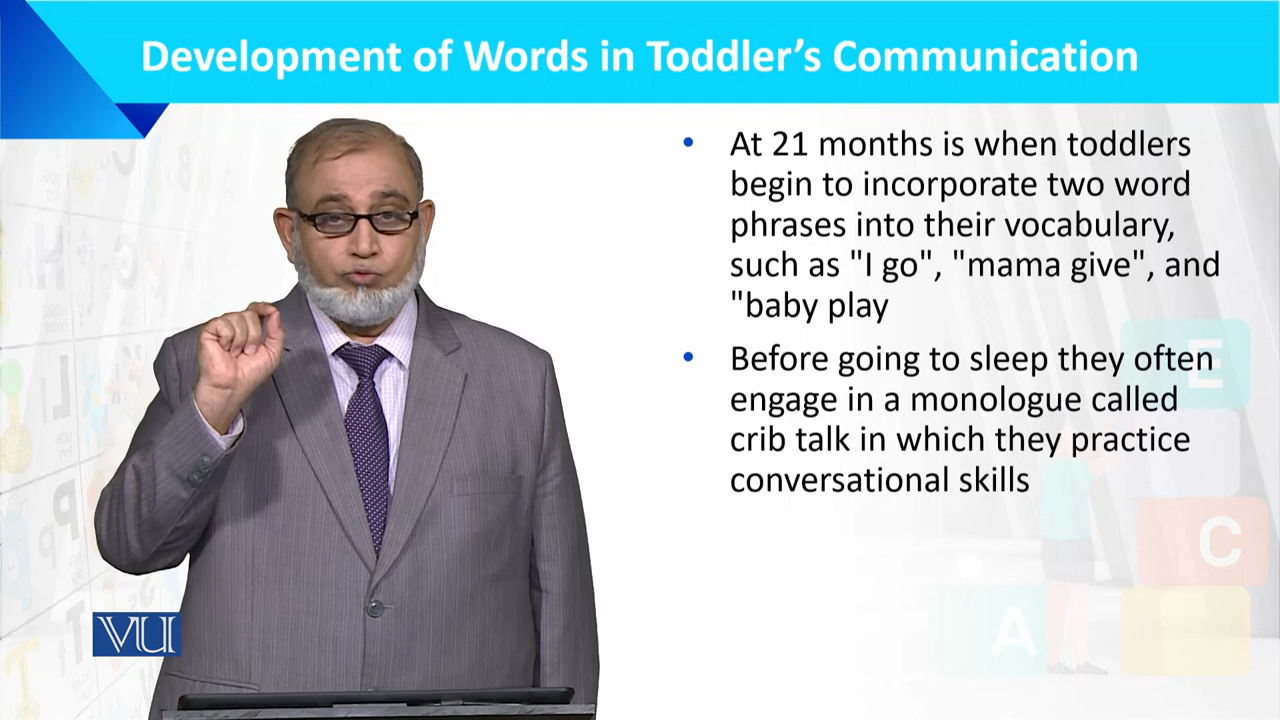 Development of Words in Toddler's Communication
• At 21 months is when toddlers
begin to incorporate two word
phrases into their vocabulary,
such as "I go", "mama give", and
"baby play
• Before going to sleep they often
engage in a monologue called
crib talk in which they practice
conversational skills
E
C
A
VU